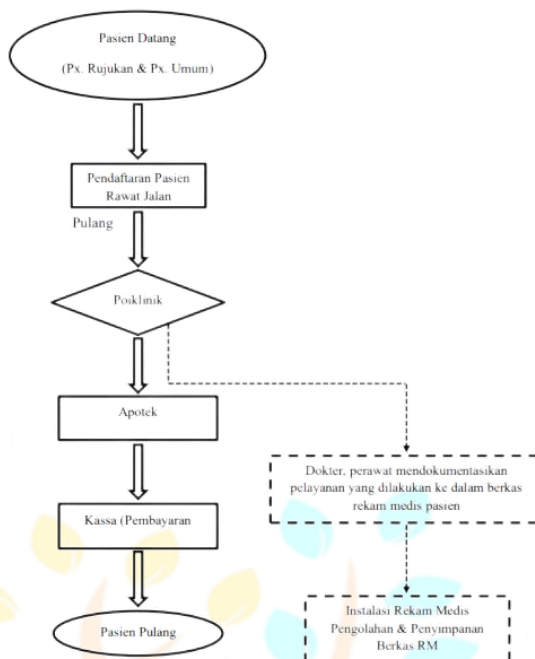 Pasien Datang
(Px. Rujukan & Px. Umum)
Pendaftaran Pasien
Rawat Jalan
Pulang
Poiklinik
Apotek
Dokter, perawat mendokumentasikan
pelayanan yang dilakukan ke dalam berkas
rekam medis pasien
Kassa (Pembayaran
Instalasi Rekam Medis
Pengolahan & Penyimpanan
Berkas RM
Pasien Pulang